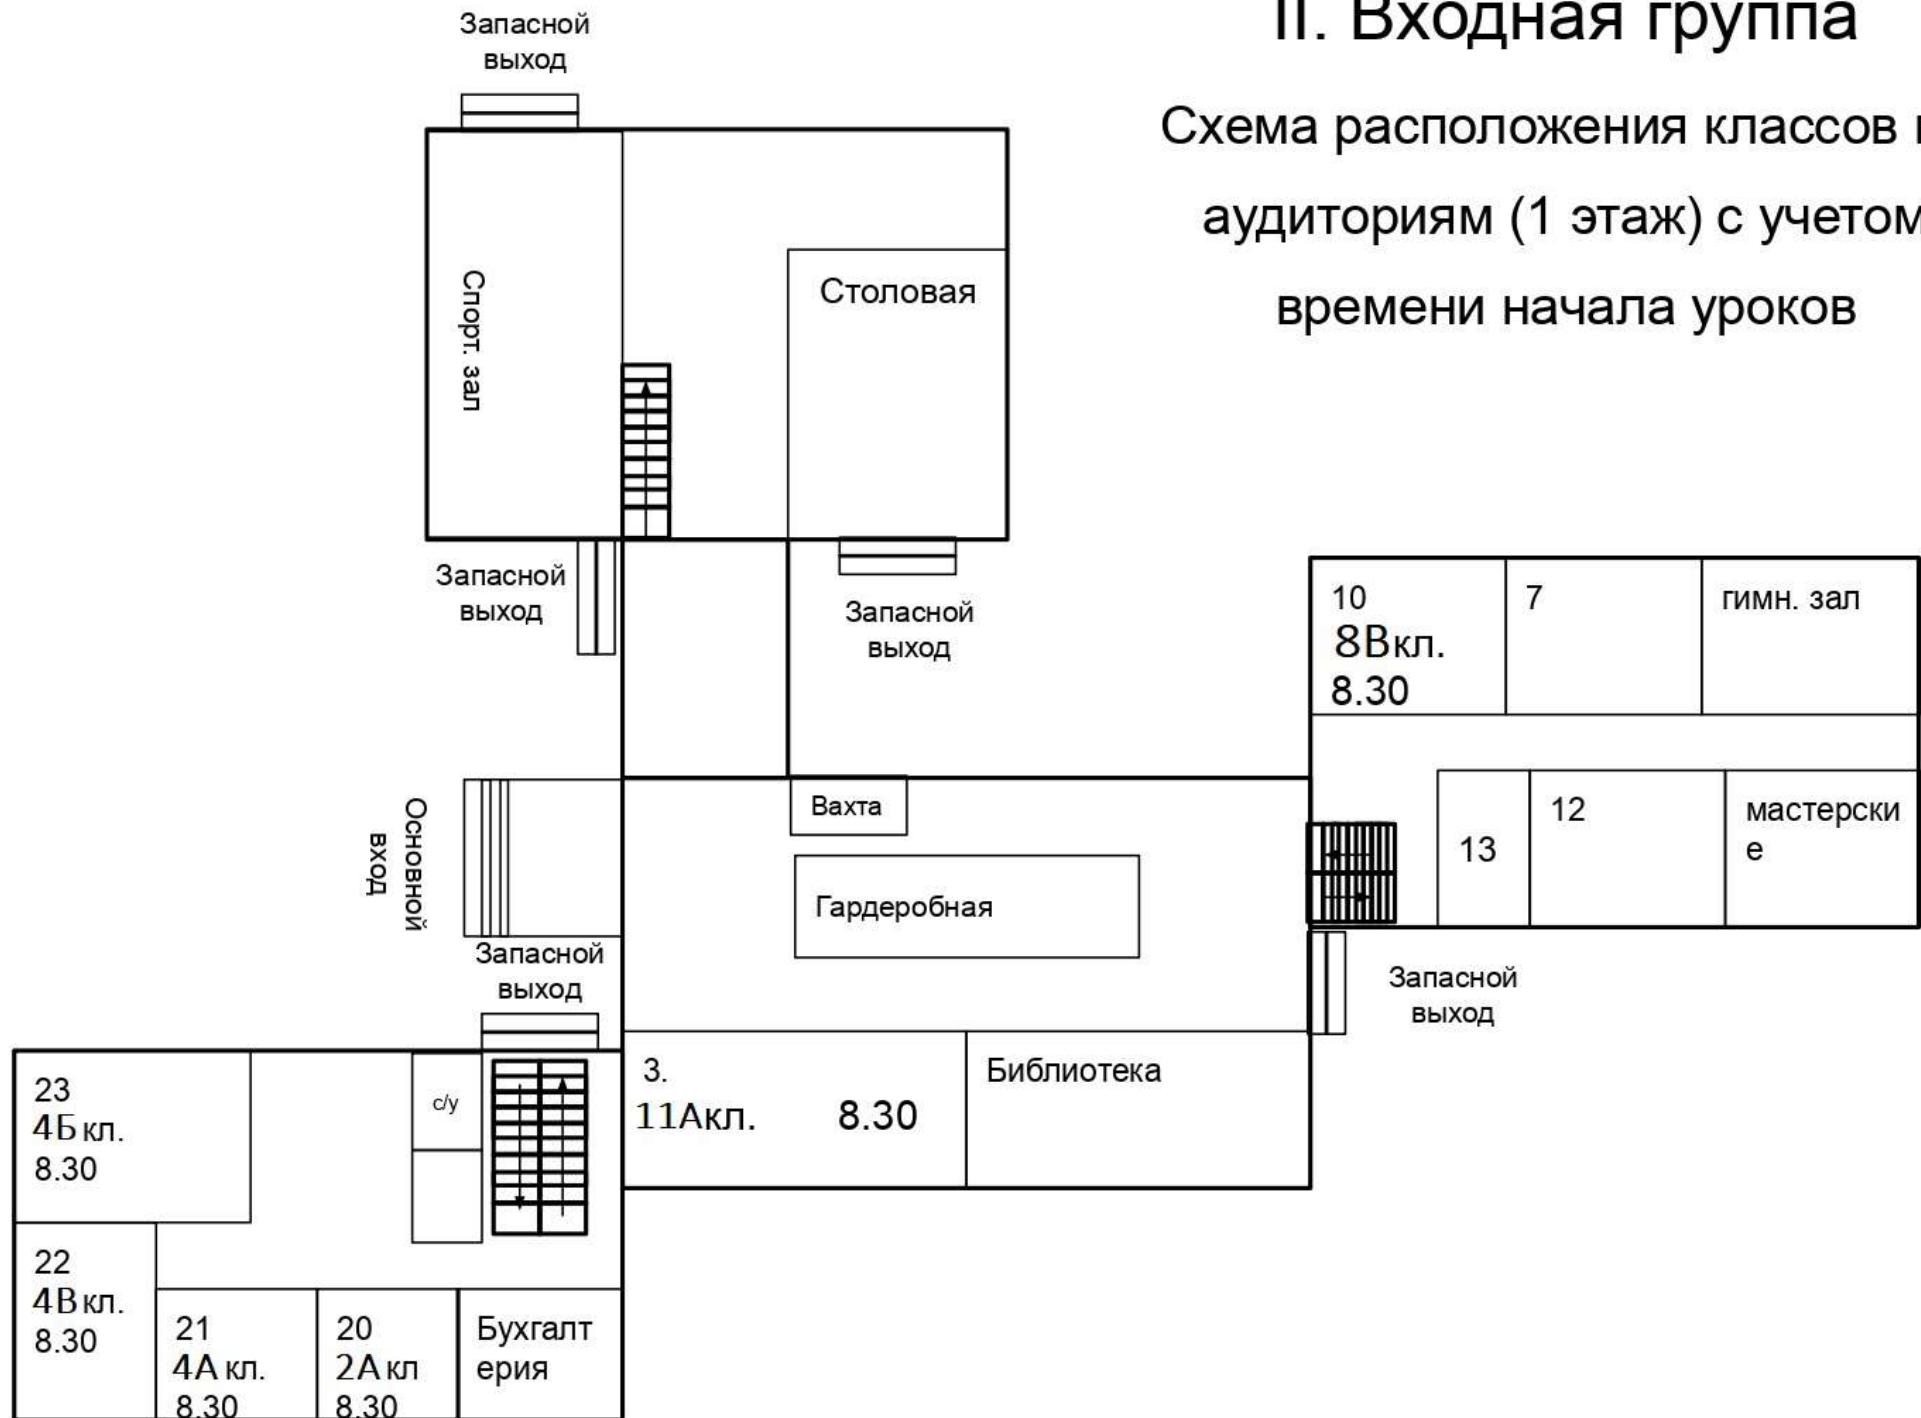 II. Входная группа
Схема расположения классов
аудиториям (1 этаж) с учетом
времени начала уроков
Запасной
выход
Спорт. зал
Столовая
Запасной
выход
Запасной
выход
10
8Вкл.
8.30
7
гимн. зал
Вахта
Гардеробная
Основной
вход
13
12
мастерски
е
Запасной
выход
Запасной
выход
3.
11Акл. 8.30
Библиотека
23
4Б кл.
8.30
с/у
22
4В кл.
8.30
21
4А кл.
8.30
20
2А кл
8.30
Бухгалт
ерия